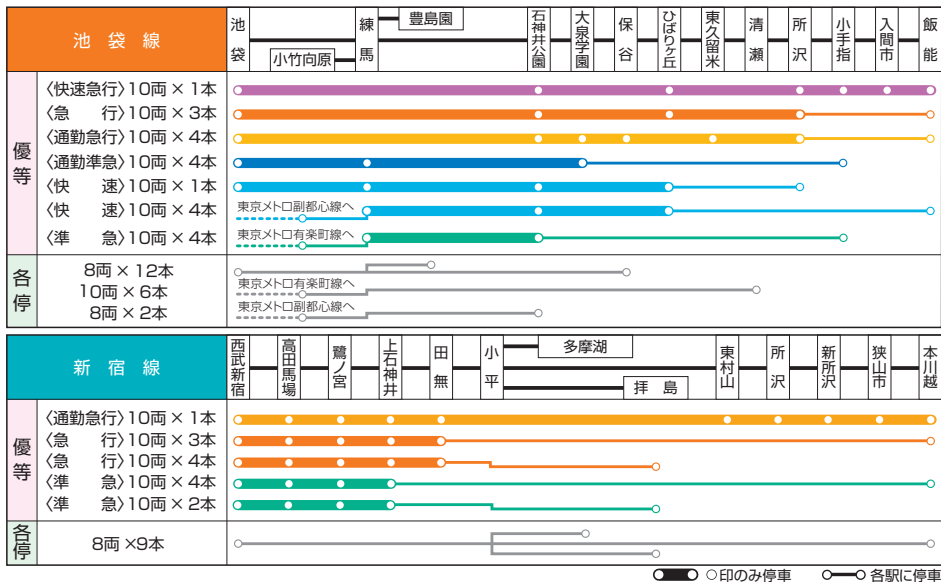 池袋線
池袋
小竹向原
練馬
豊島園
石神井公園
大泉学園
保谷
ひばりヶ丘
東久留米
清瀬
所沢
小手指
入間市
飯能
優等
〈快速急行〉10両×1本
〈急　　行〉10両×3本
〈通勤急行〉10両×4本
〈通勤準急〉10両×4本
〈快　　速〉10両×1本
〈快　　速〉10両×4本
東京メトロ副都心線へ
〈準　　急〉10両×4本
東京メトロ有楽町線へ
各停
8両×12本
10両×6本
東京メトロ有楽町線へ
8両×2本
東京メトロ副都心線へ
新宿線
西武新宿
高田馬場
鷺ノ宮
上石神井
田無
小平
多摩湖
拝島
東村山
所沢
新所沢
狭山市
本川越
優等
〈通勤急行〉10両×1本
〈急　　行〉10両×3本
〈急　　行〉10両×4本
〈準　　急〉10両×4本
〈準　　急〉10両×2本
各停
8両×9本
○印のみ停車
各駅に停車